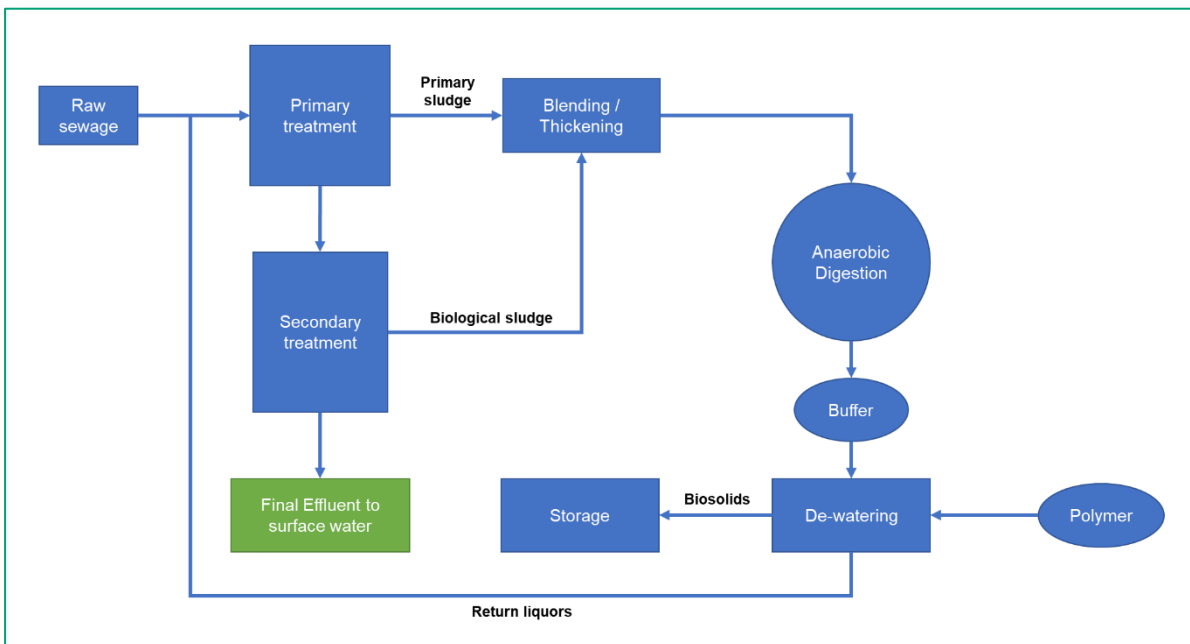 Raw
sewage
Primary
treatment
Primary
sludge
Blending /
Thickening
Anaerobic
Digestion
Secondary
treatment
Biological sludge
Buffer
Final Effluent to
surface water
Storage
Biosolids
De-watering
Polymer
Return liquors